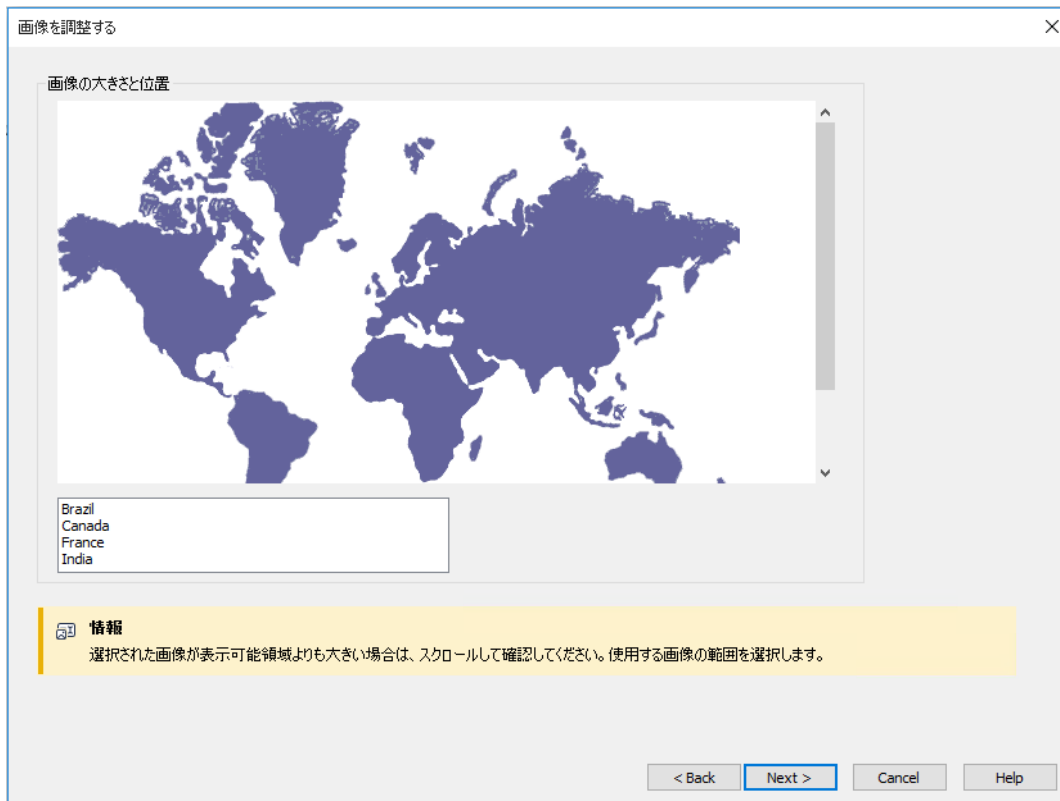 画像を調整する
画像の大きさと位置
Brazil
Canada
France
India
情報
選択された画像が表示可能領域よりも大きい場合は、スクロールして確認してください。使用する画像の範囲を選択します。
< Back
Next >
Cancel
Help